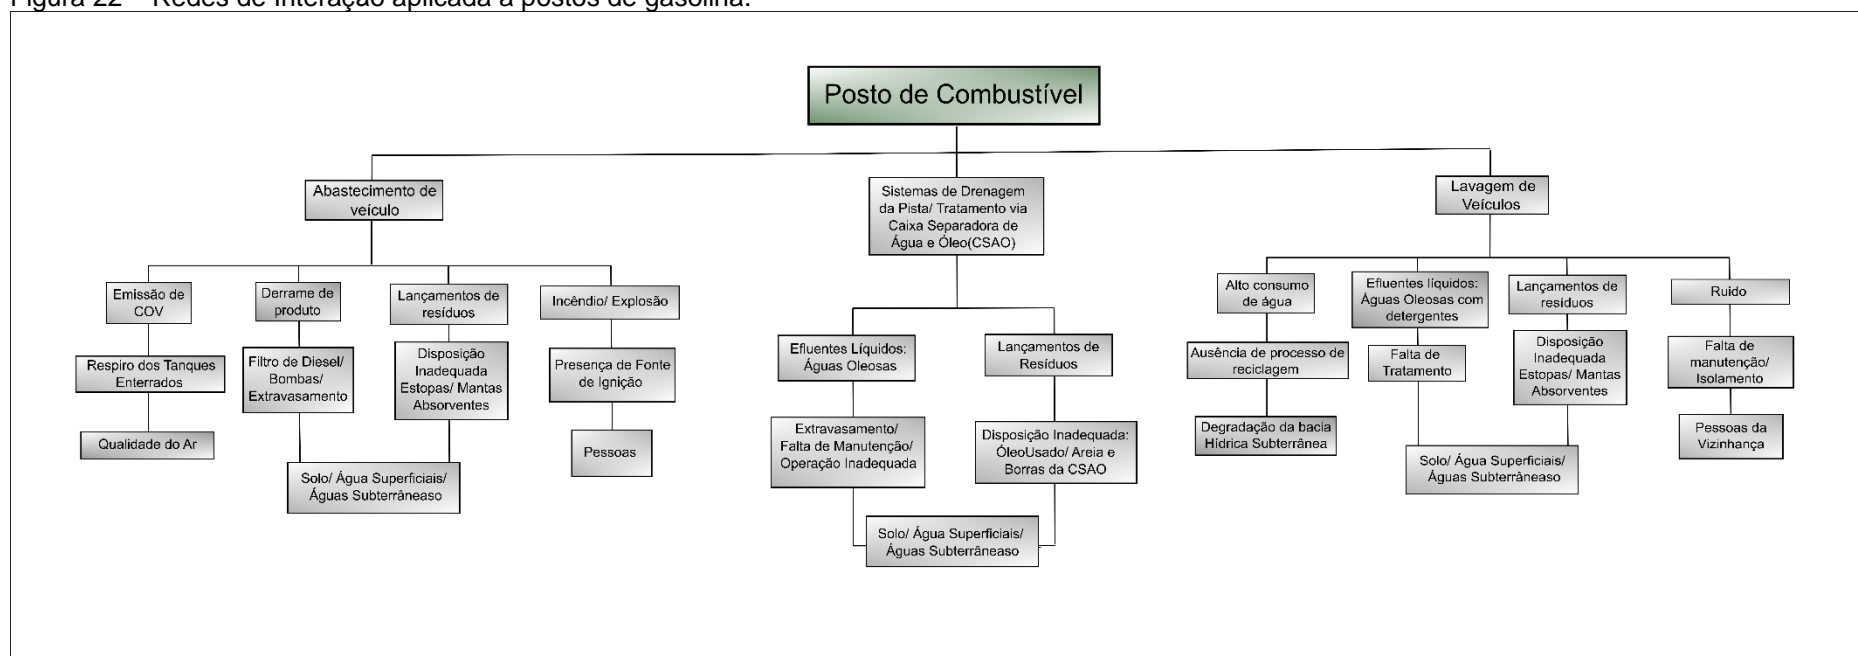 Figura 22 – Redes de interação aplicada a postos de gasolina.
Posto de Combustível
Abastecimento de
veículo
Emissão de
COV
Respiro dos Tanques
Enterrados
Qualidade do Ar
Derrame de
produto
Filtro de Diesel/
Bombas/
Extravasamento
Lançamentos de
resíduos
Disposição
Inadequada
Estopas/ Mantas
Absorventes
Solo/ Água Superficiais/
Águas Subterrâneaso
Incêndio/ Explosão
Presença de Fonte
de Ignição
Pessoas
Sistemas de Drenagem
da Pista/ Tratamento via
Caixa Separadora de
Água e Óleo(CSAO)
Efluentes Líquidos:
Águas Oleosas
Extravasamento/
Falta de Manutenção/
Operação Inadequada
Lançamentos de
Resíduos
Disposição Inadequada:
ÓleoUsado/ Areia e
Borras da CSAO
Solo/ Água Superficiais/
Águas Subterrâneaso
Lavagem de
Veículos
Alto consumo
de água
Ausência de processo de
reciclagem
Degradação da bacia
Hídrica Subterrânea
Efluentes líquidos:
Águas Oleosas com
detergentes
Falta de
Tratamento
Lançamentos de
resíduos
Disposição
Inadequada
Estopas/ Mantas
Absorventes
Solo/ Água Superficiais/
Águas Subterrâneaso
Ruido
Falta de
manutenção/
Isolamento
Pessoas da
Vizinhança